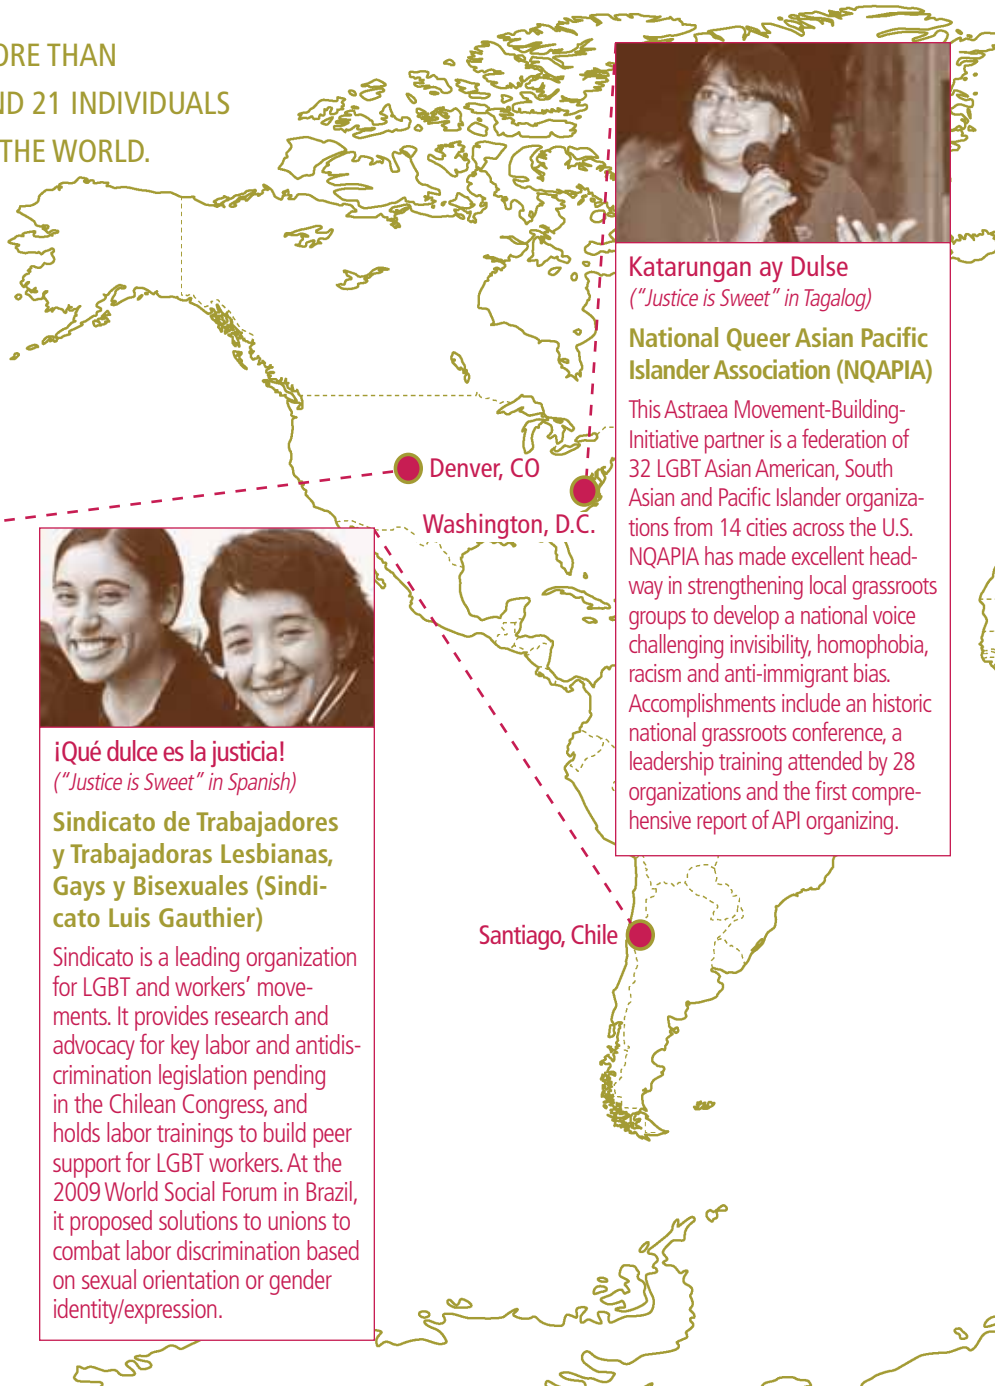 ORE THAN
ND 21 INDIVIDUALS
THE WORLD.
Katarungan ay Dulse
("Justice is Sweet" in Tagalog)
National Queer Asian Pacific
Islander Association (NQAPIA)
This Astraea Movement-Building-
Initiative partner is a federation of
32 LGBT Asian American, South
Asian and Pacific Islander organiza-
tions from 14 cities across the U.S.
NQAPIA has made excellent head-
way in strengthening local grassroots
groups to develop a national voice
challenging invisibility, homophobia,
racism and anti-immigrant bias.
Accomplishments include an historic
national grassroots conference, a
leadership training attended by 28
organizations and the first compre-
hensive report of API organizing.
Denver, CO
Washington, D.C.
¡Qué dulce es la justicia!
("Justice is Sweet" in Spanish)
Sindicato de Trabajadores
y Trabajadoras Lesbianas,
Gays y Bisexuales (Sindi-
cato Luis Gauthier)
Sindicato is a leading organization
for LGBT and workers' move-
ments. It provides research and
advocacy for key labor and antidis-
crimination legislation pending
in the Chilean Congress, and
holds labor trainings to build peer
support for LGBT workers. At the
2009 World Social Forum in Brazil,
it proposed solutions to unions to
combat labor discrimination based
on sexual orientation or gender
identity/expression.
Santiago, Chile